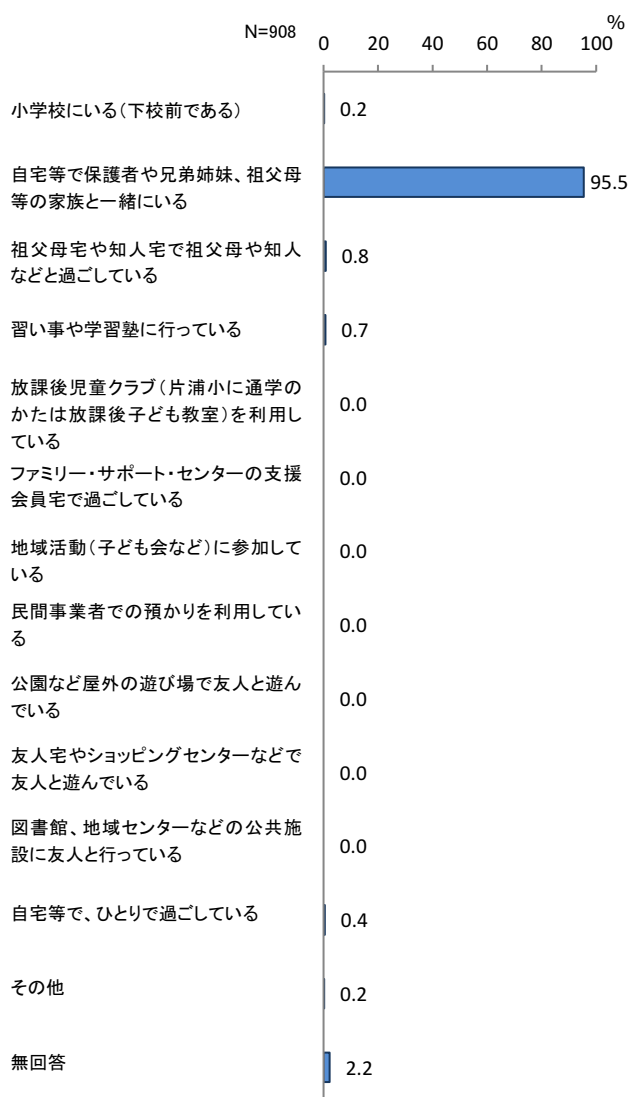 N=908
%
0 20 40 60 80 100
小学校にいる(下校前である)
0.2
自宅等で保護者や兄弟姉妹、祖父母
等の家族と一緒にいる
95.5
祖父母宅や知人宅で祖父母や知人
などと過ごしている
0.8
習い事や学習塾に行っている
0.7
放課後児童クラブ(片浦小に通学の
かたは放課後子ども教室)を利用し
ている
0.0
ファミリー・サポート・センターの支援
会員宅で過ごしている
0.0
地域活動(子ども会など)に参加して
いる
0.0
民間事業者での預かりを利用してい
る
0.0
公園など屋外の遊び場で友人と遊ん
でいる
0.0
友人宅やショッピングセンターなどで
友人と遊んでいる
0.0
図書館、地域センターなどの公共施
設に友人と行っている
0.0
自宅等で、ひとりで過ごしている
0.4
その他
0.2
無回答
2.2